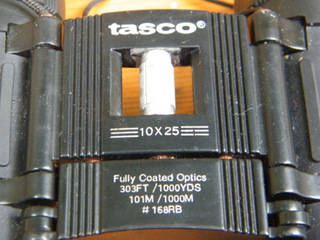 tasco®
10X25
Fully Coated Optics
303FT /1000YDS
101M /1000M
# 168RB